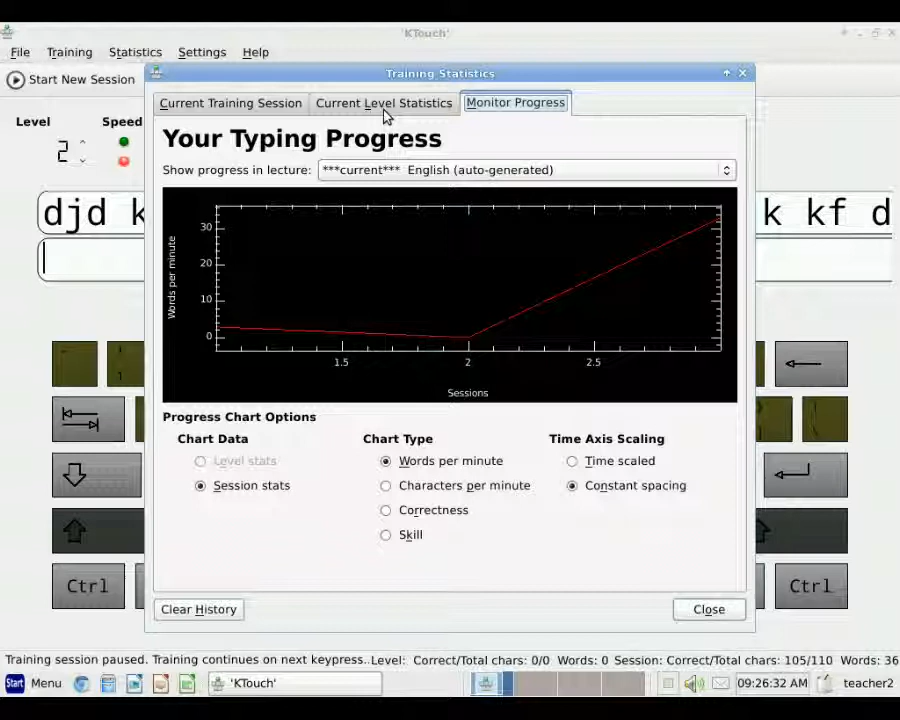 'KTouch'
File Training Statistics Settings Help
Start New Session
Training Statistics
Current Training Session Current Level Statistics Monitor Progress
Level Speed
2
Your Typing Progress
Show progress in lecture: ***current*** English (auto-generated)
djd k
k kf d
Words per minute
30
20
10
0
1.5 2 2.5
Sessions
Progress Chart Options
Chart Data Chart Type Time Axis Scaling
Level stats Words per minute Time scaled
Session stats Characters per minute Constant spacing
Correctness
Skill
Ctrl Ctrl
Clear History Close
Training session paused. Training continues on next keypress. Level: Correct/Total chars: 0/0 Words: 0 Session: Correct/Total chars: 105/110 Words: 36
Start Menu 'KTouch' 09:26:32 AM teacher2